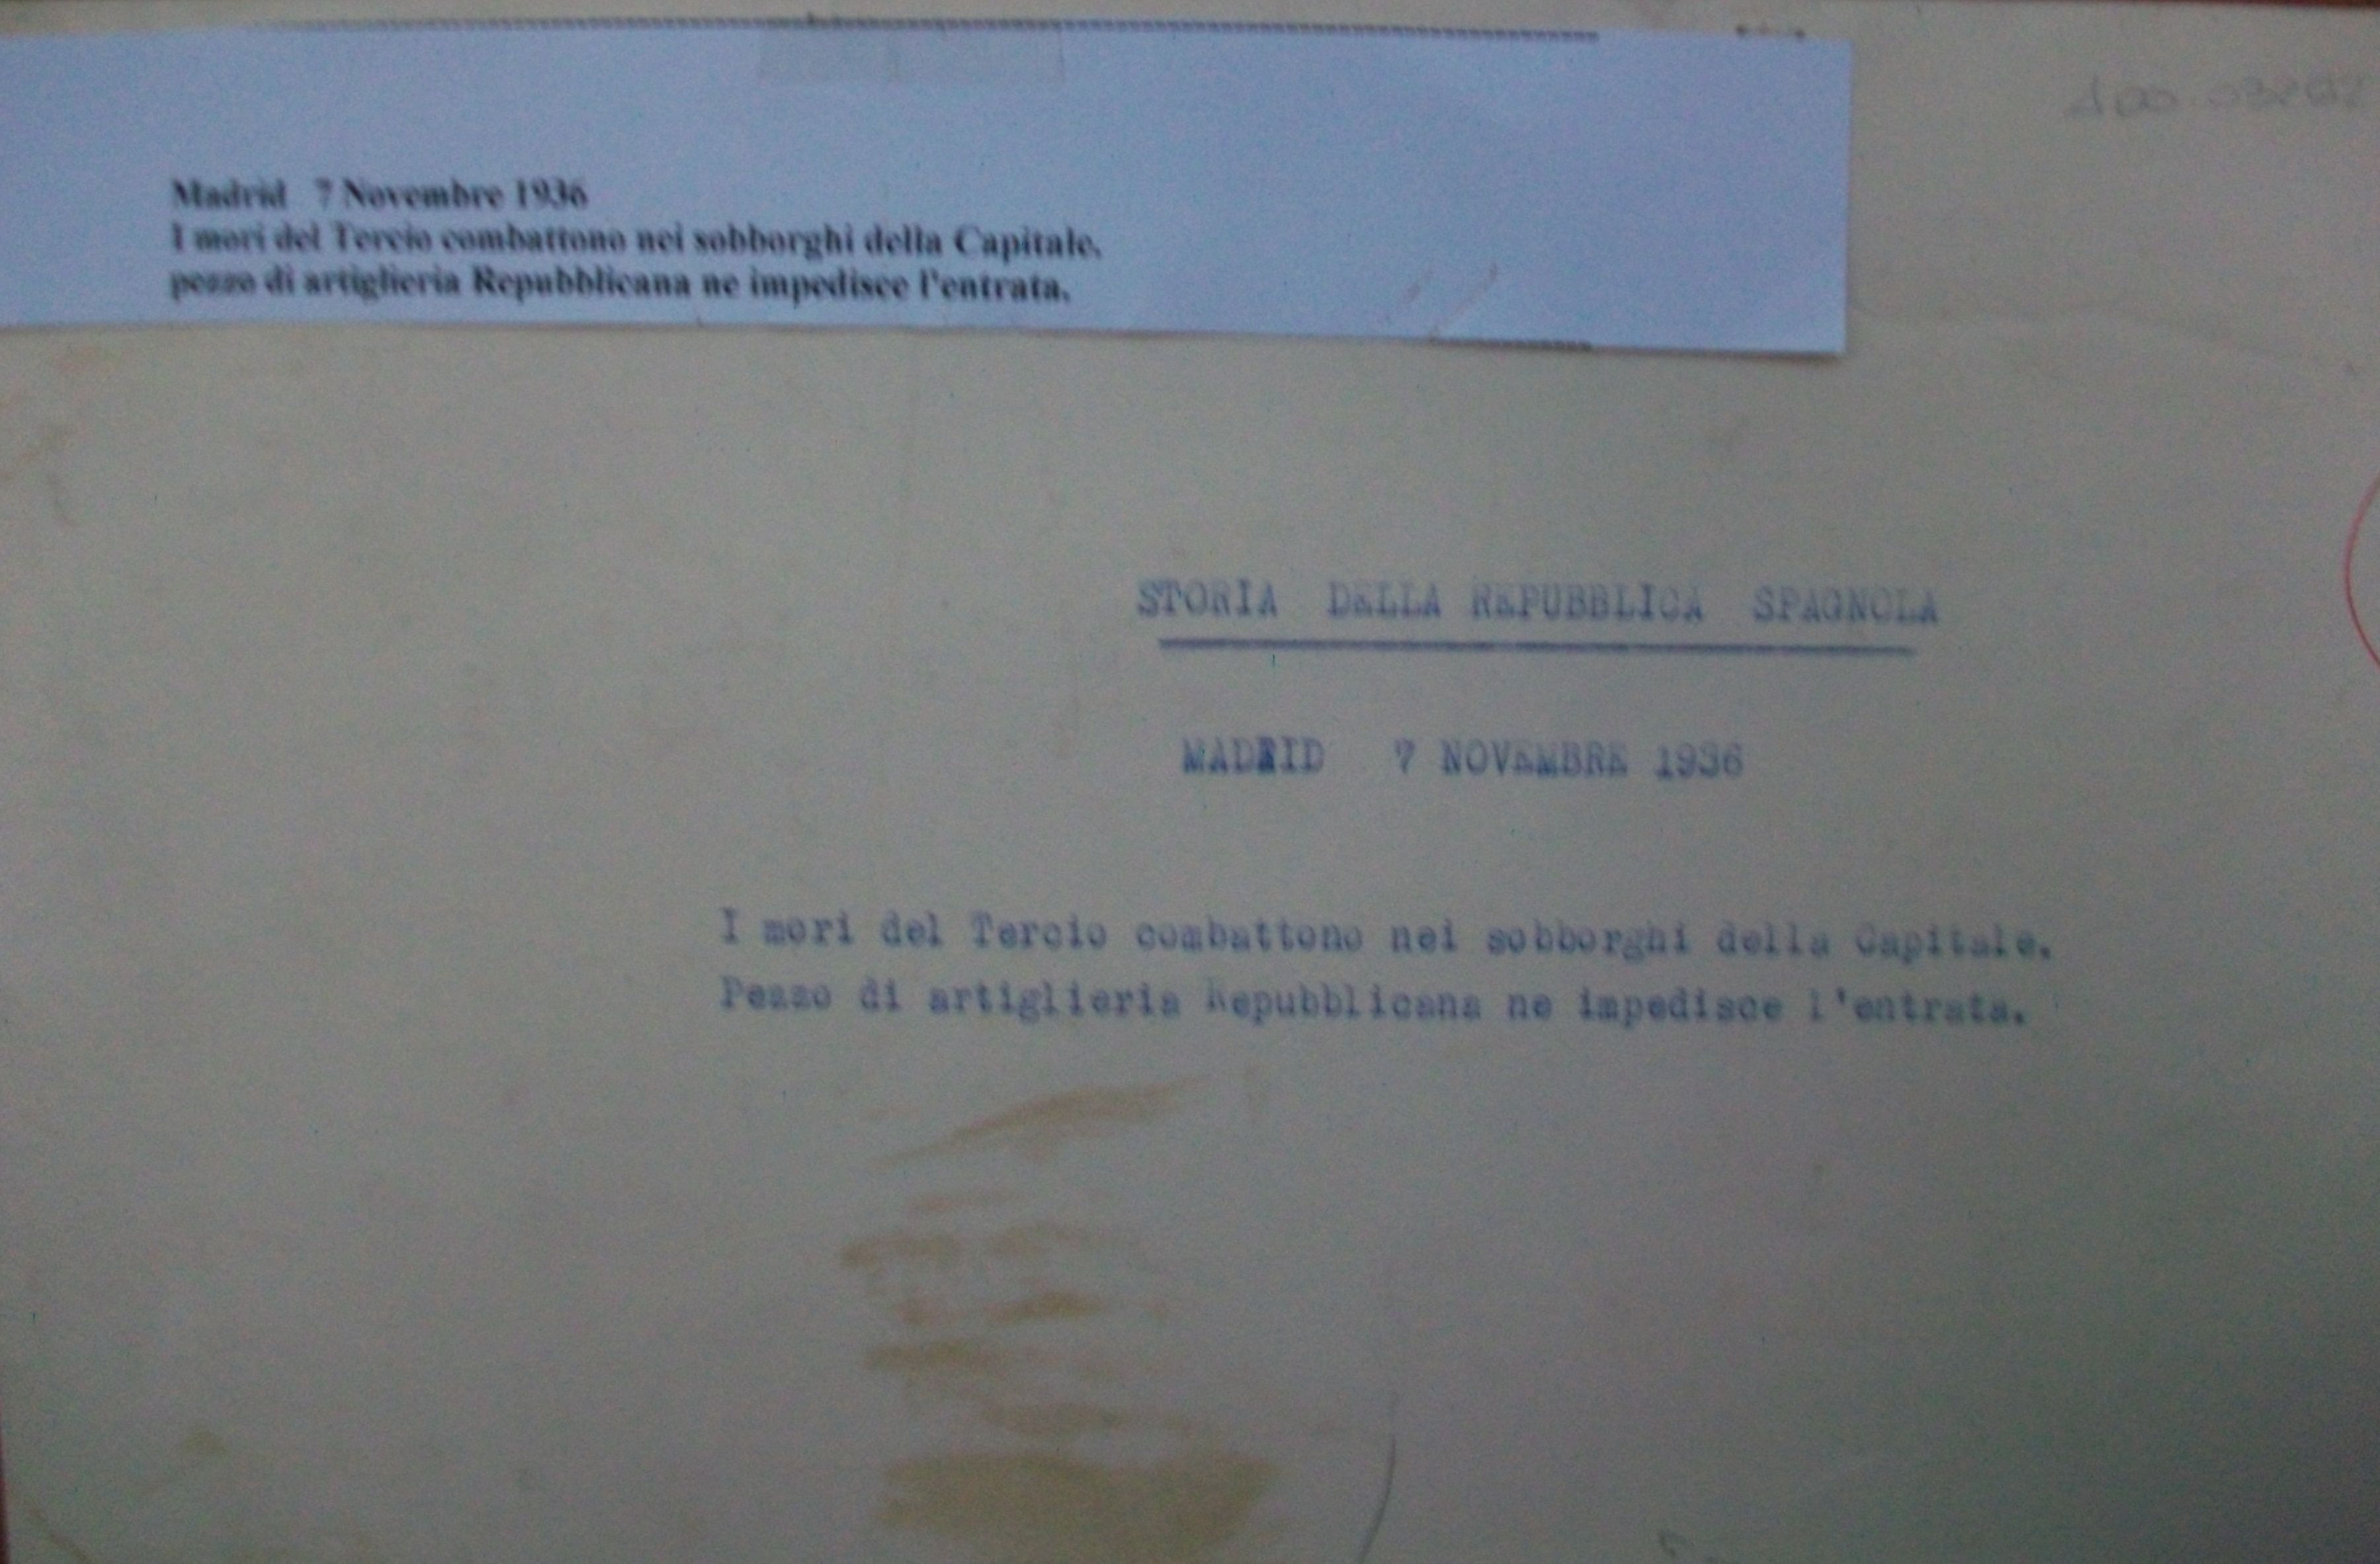 Madrid 7 Novembre 1936
I mori del Tercio combattono nei sobborghi della Capitale.
pezzo di artiglieria Repubblicana ne impedisce l'entrata.
STORIA DELLA REPUBBLICA SPAGNOLA
MADRID 7 NOVEMBRE 1936
I mori del Tercio combattono nei sobborghi della Capitale.
Pezzo di artiglieria Repubblicana ne impedisce l'entrata.